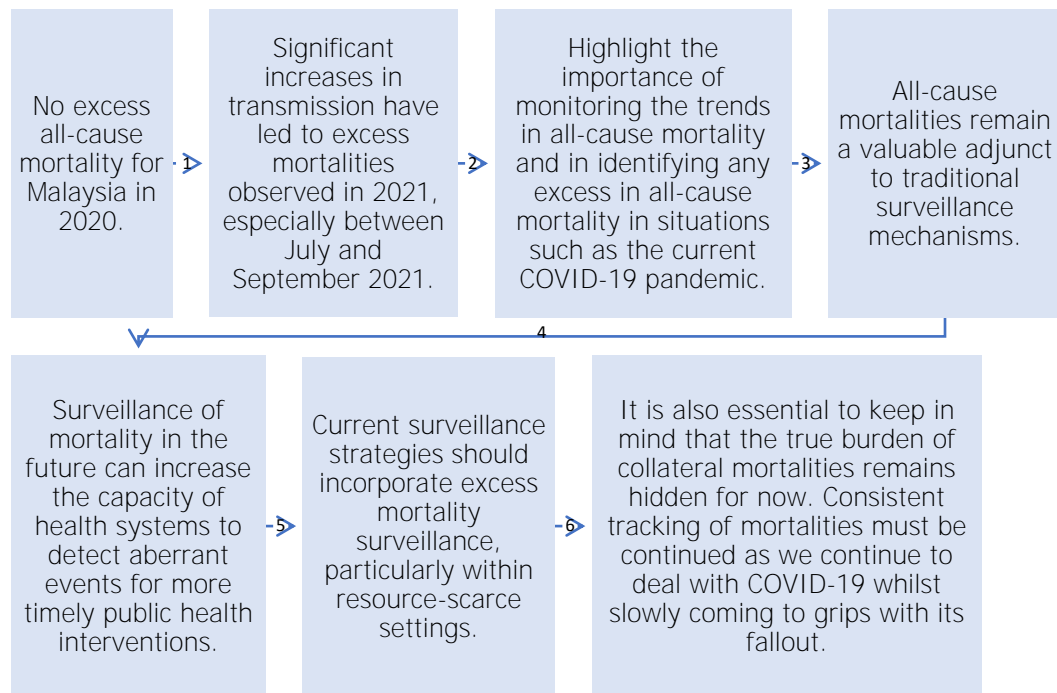 No excess
all-cause
mortality for
Malaysia in
2020.
1
Significant
increases in
transmission have
led to excess
mortalities
observed in 2021,
especially between
July and
September 2021.
2
Highlight the
importance of
monitoring the trends
in all-cause mortality
and in identifying any
excess in all-cause
mortality in situations
such as the current
COVID-19 pandemic.
3
All-cause
mortalities remain
a valuable adjunct
to traditional
surveillance
mechanisms.
4
Surveillance of
mortality in the
future can increase
the capacity of
health systems to
detect aberrant
events for more
timely public health
interventions.
5
Current surveillance
strategies should
incorporate excess
mortality
surveillance,
particularly within
resource-scarce
settings.
6
It is also essential to keep in
mind that the true burden of
collateral mortalities remains
hidden for now. Consistent
tracking of mortalities must be
continued as we continue to
deal with COVID-19 whilst
slowly coming to grips with its
fallout.